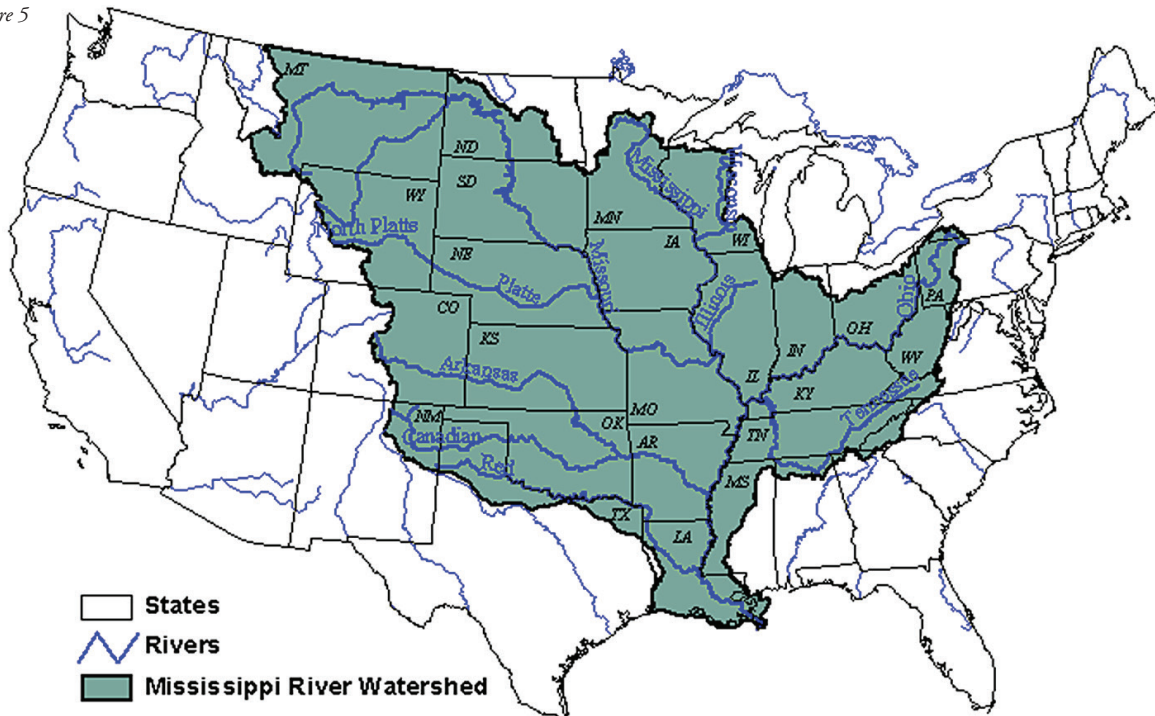 re 5
MT
ND
WY
SD
North Platts
MN
Mississippi
Wisconsin
IA
WI
NE
Platte
Missouri
Illinois
Ohio
PA
CO
KS
OH
IN
WV
IL
KY
Arkansas
Tennessee
MO
NM
OK
Canadian
AR
TN
Red
MS
TX
LA
States
Rivers
Mississippi River Watershed